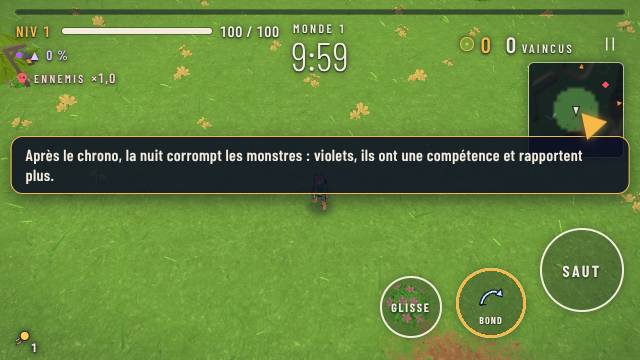 NIV 1 100 / 100 MONDE 1
0 %
ENNEMIS ×1,0
9:59
0 0 VAINCUS
Après le chrono, la nuit corrompt les monstres : violets, ils ont une compétence et rapportent
plus.
SAUT
GLISSE
BOND
1